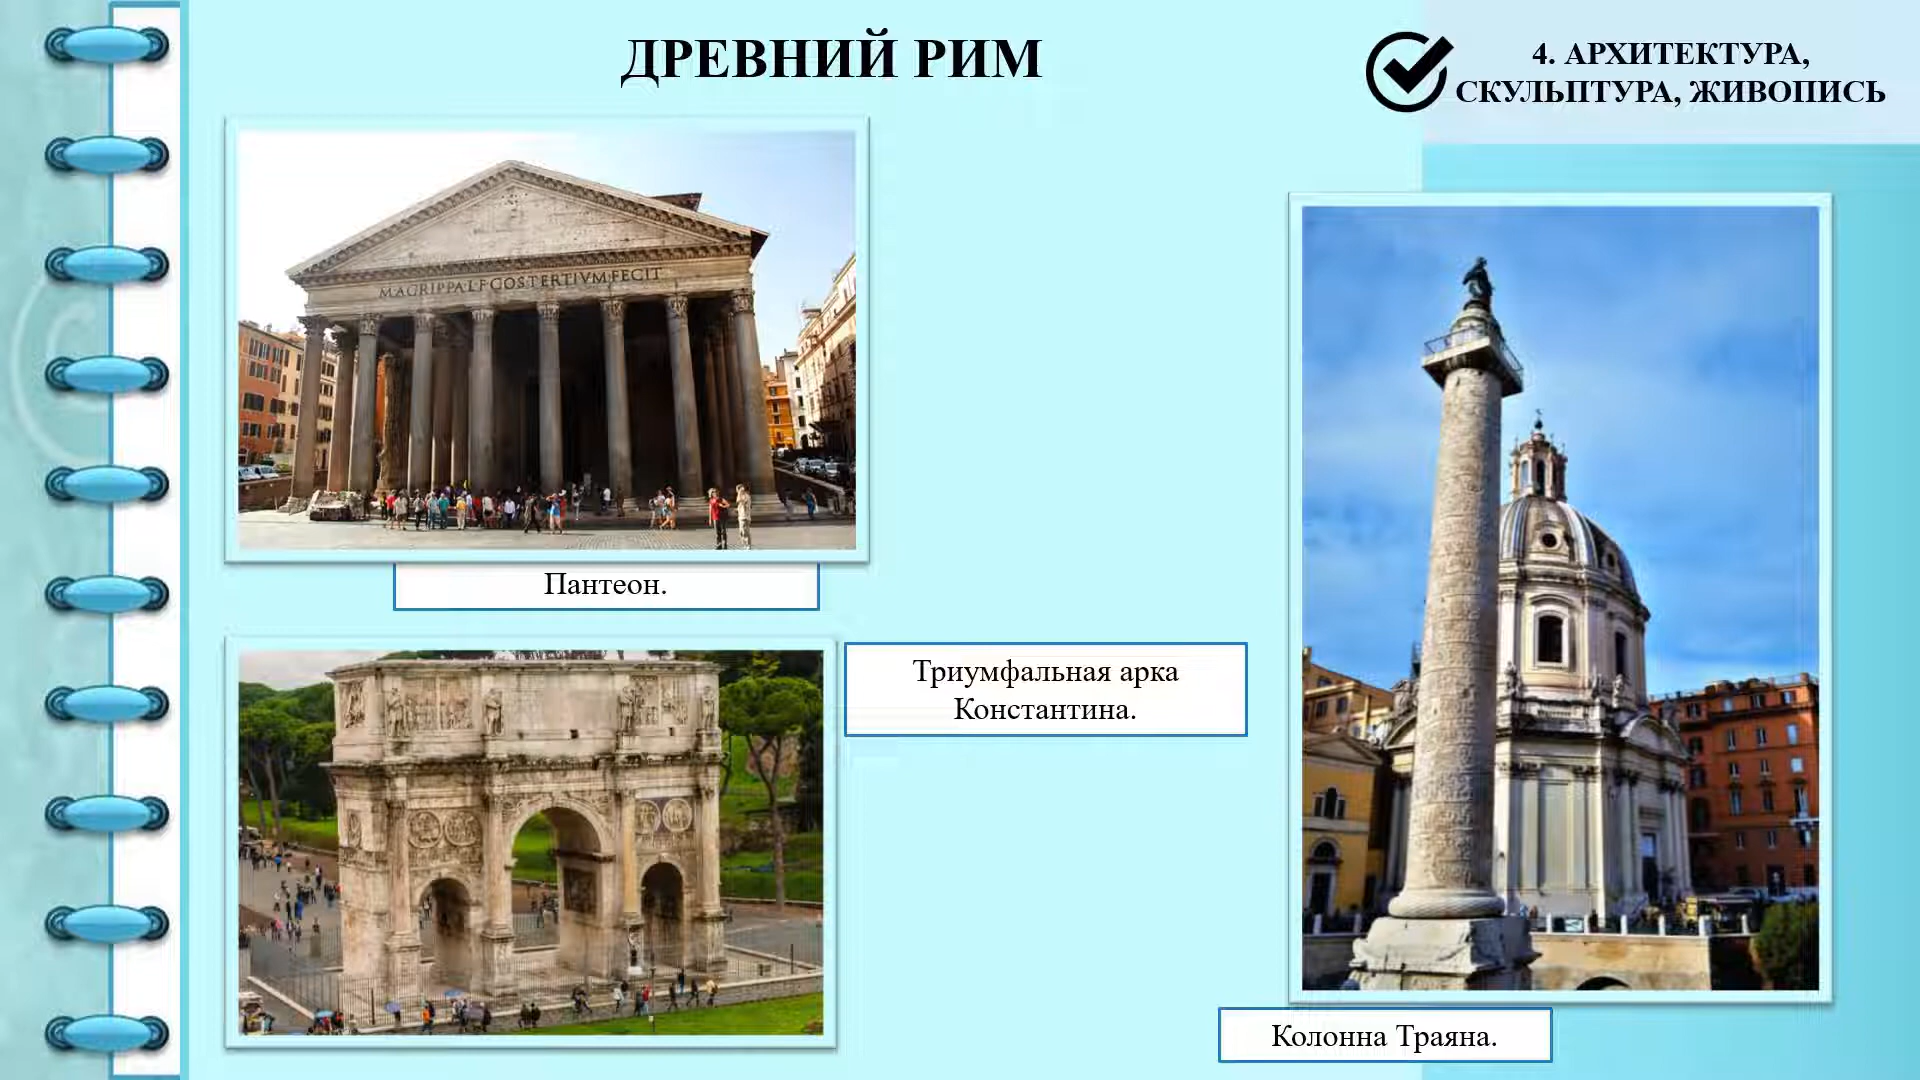 ДРЕВНИЙ РИМ
4. АРХИТЕКТУРА,
СКУЛЬПТУРА, ЖИВОПИСЬ
M·AGRIPPA·L·F·COS·TERTIVM·FECIT
Пантеон.
Триумфальная арка
Константина.
Колонна Траяна.